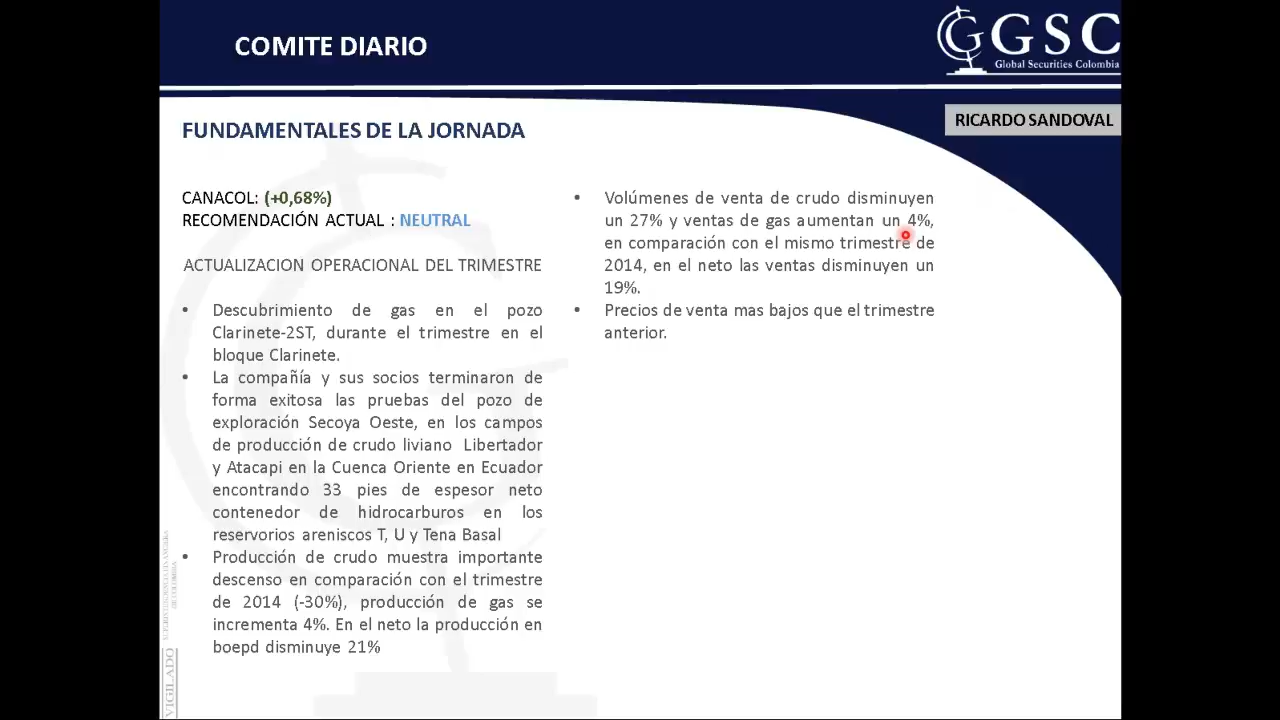 COMITE DIARIO
GSC
Global Securities Colombia
RICARDO SANDOVAL
FUNDAMENTALES DE LA JORNADA
CANACOL: (+0,68%)
RECOMENDACIÓN ACTUAL : NEUTRAL
ACTUALIZACION OPERACIONAL DEL TRIMESTRE
• Descubrimiento de gas en el pozo
Clarinete-2ST, durante el trimestre en el
bloque Clarinete.
• La compañía y sus socios terminaron de
forma exitosa las pruebas del pozo de
exploración Secoya Oeste, en los campos
de producción de crudo liviano Libertador
y Atacapi en la Cuenca Oriente en Ecuador
encontrando 33 pies de espesor neto
contenedor de hidrocarburos en los
reservorios areniscos T, U y Tena Basal
• Producción de crudo muestra importante
descenso en comparación con el trimestre
de 2014 (-30%), producción de gas se
incrementa 4%. En el neto la producción en
boepd disminuye 21%
• Volúmenes de venta de crudo disminuyen
un 27% y ventas de gas aumentan un 4%,
en comparación con el mismo trimestre de
2014, en el neto las ventas disminuyen un
19%.
• Precios de venta mas bajos que el trimestre
anterior.
VIGILADO